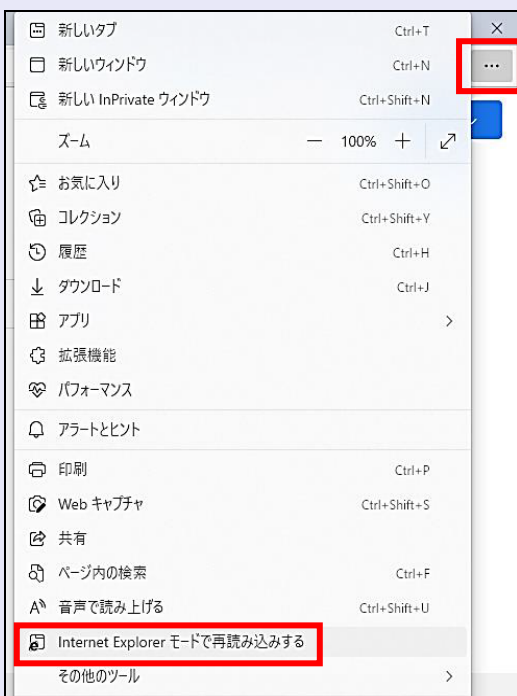 新しいタブ Ctrl+T
新しいウィンドウ Ctrl+N
新しい InPrivate ウィンドウ Ctrl+Shift+N
ズーム — 100% +
お気に入り Ctrl+Shift+O
コレクション Ctrl+Shift+Y
履歴 Ctrl+H
ダウンロード Ctrl+J
アプリ
拡張機能
パフォーマンス
アラートとヒント
印刷 Ctrl+P
Web キャプチャ Ctrl+Shift+S
共有
ページ内の検索 Ctrl+F
音声で読み上げる Ctrl+Shift+U
Internet Explorer モードで再読み込みする
その他のツール